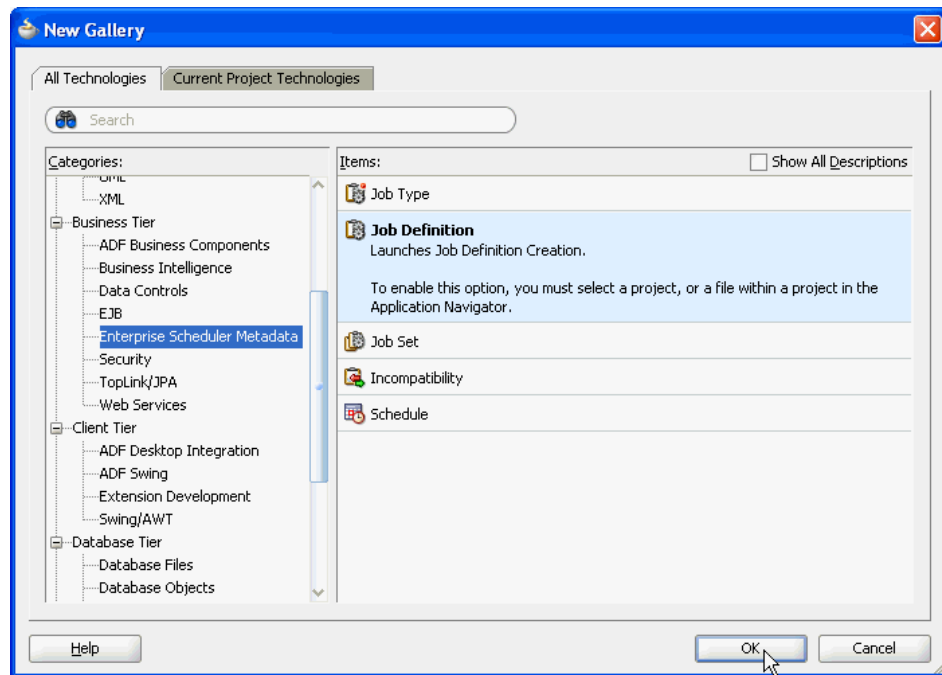 New Gallery
All Technologies
Current Project Technologies
Search
Categories:
XML
Business Tier
ADF Business Components
Business Intelligence
Data Controls
EJB
Enterprise Scheduler Metadata
Security
TopLink/JPA
Web Services
Client Tier
ADF Desktop Integration
ADF Swing
Extension Development
Swing/AWT
Database Tier
Database Files
Database Objects
Items:
Show All Descriptions
Job Type
Job Definition
Launches Job Definition Creation.
To enable this option, you must select a project, or a file within a project in the
Application Navigator.
Job Set
Incompatibility
Schedule
Help
OK
Cancel